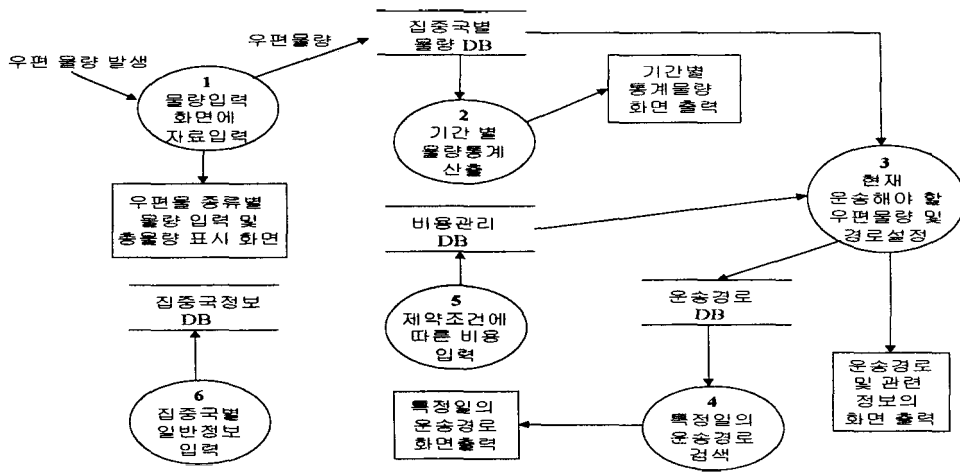 우편 물량 발생
우편물량
집중국별
물량 DB
1
물량입력
화면에
자료입력
2
기간 별
물량통계
산출
기간별
통계물량
화면 출력
3
현재
운송해야 할
우편물량 및
경로설정
우편물 종류별
물량 입력 및
총물량 표시 화면
비용관리
DB
집중국정보
DB
5
제약조건에
따른 비용
입력
운송경로
DB
6
집중국별
일반정보
입력
특정일의
운송경로
화면출력
4
특정일의
운송경로
검색
운송경로
및 관련
정보의
화면 출력